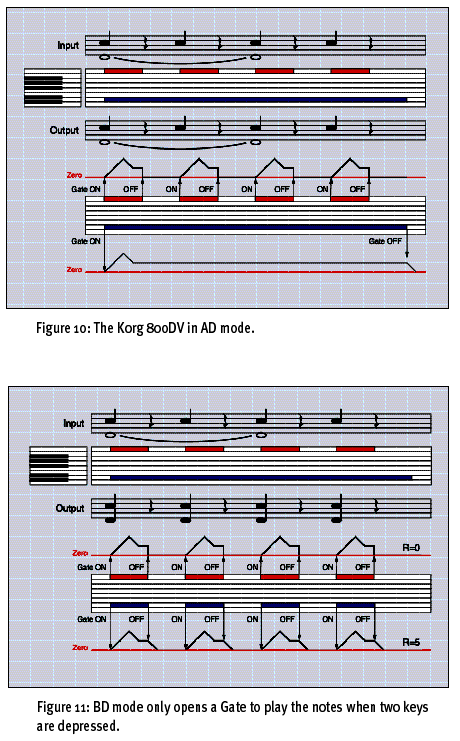 Input
Output
Zero
Gate ON OFF ON OFF ON OFF ON OFF
Gate ON Gate OFF
Zero
Figure 10: The Korg 800DV in AD mode.
Input
Output
Zero R=0
Gate ON OFF ON OFF ON OFF ON OFF
Gate ON OFF ON OFF ON OFF ON OFF
Zero R=5
Figure 11: BD mode only opens a Gate to play the notes when two keys
are depressed.